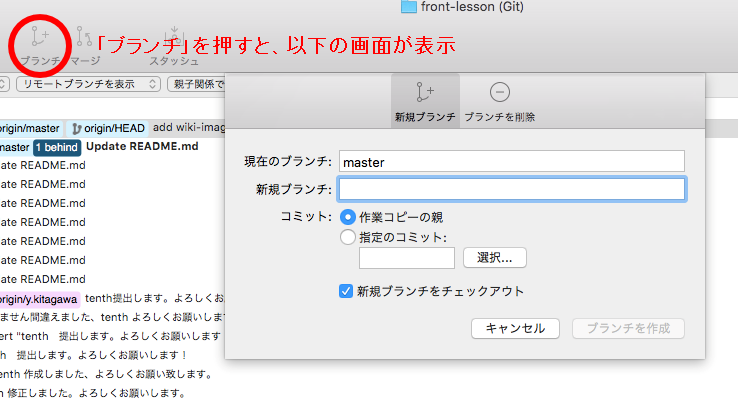 front-lesson (Git)
「ブランチ」を押すと、以下の画面が表示
ブランチ マージ スタッシュ
リモートブランチを表示 親子関係で
新規ブランチ ブランチを削除
origin/master origin/HEAD add wiki-imag
master 1 behind Update README.md
現在のブランチ: master
ate README.md
新規ブランチ:
ate README.md
コミット: 作業コピーの親
ate README.md
指定のコミット:
ate README.md
選択...
ate README.md
origin/y.kitagawa tenth提出します。よろしくお
新規ブランチをチェックアウト
ません間違えました、tenth よろしくお願いします
ert "tenth 提出します。よろしくお願いします
キャンセル ブランチを作成
th 提出します。よろしくお願いします！
enth 作成しました、よろしくお願い致します。
h 修正しました。よろしくお願いします。